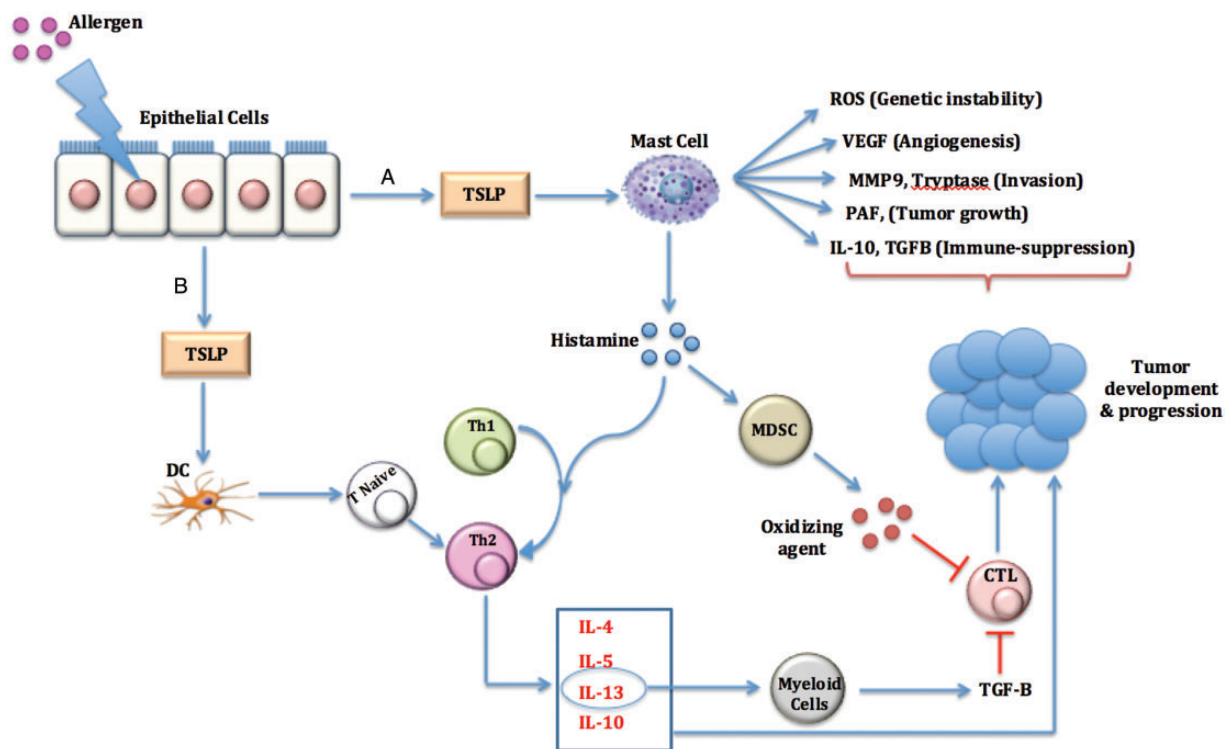 Allergen
Epithelial Cells
A
TSLP
Mast Cell
ROS (Genetic instability)
VEGF (Angiogenesis)
MMP9, Tryptase (Invasion)
PAF, (Tumor growth)
IL-10, TGFB (Immune-suppression)
B
TSLP
Histamine
Tumor
development
& progression
Th1
MDSC
DC
T Naive
Th2
Oxidizing
agent
CTL
IL-4
IL-5
IL-13
IL-10
Myeloid
Cells
TGF-B